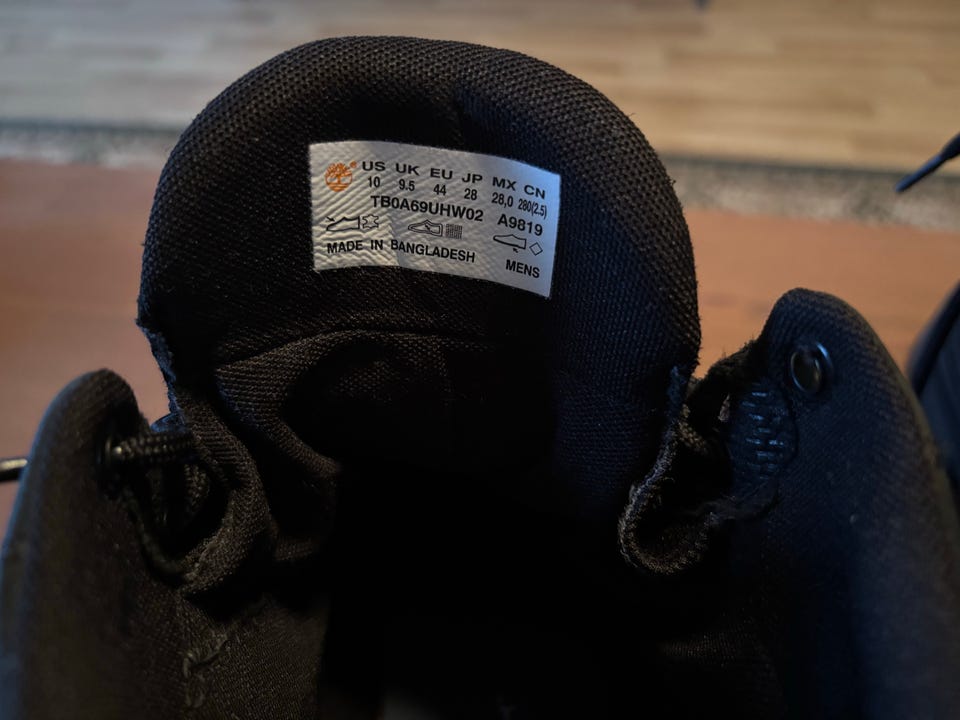 US UK EU JP MX CN
10 9.5 44 28 28,0 280(2.5)
TB0A69UHW02 A9819
MADE IN BANGLADESH MENS